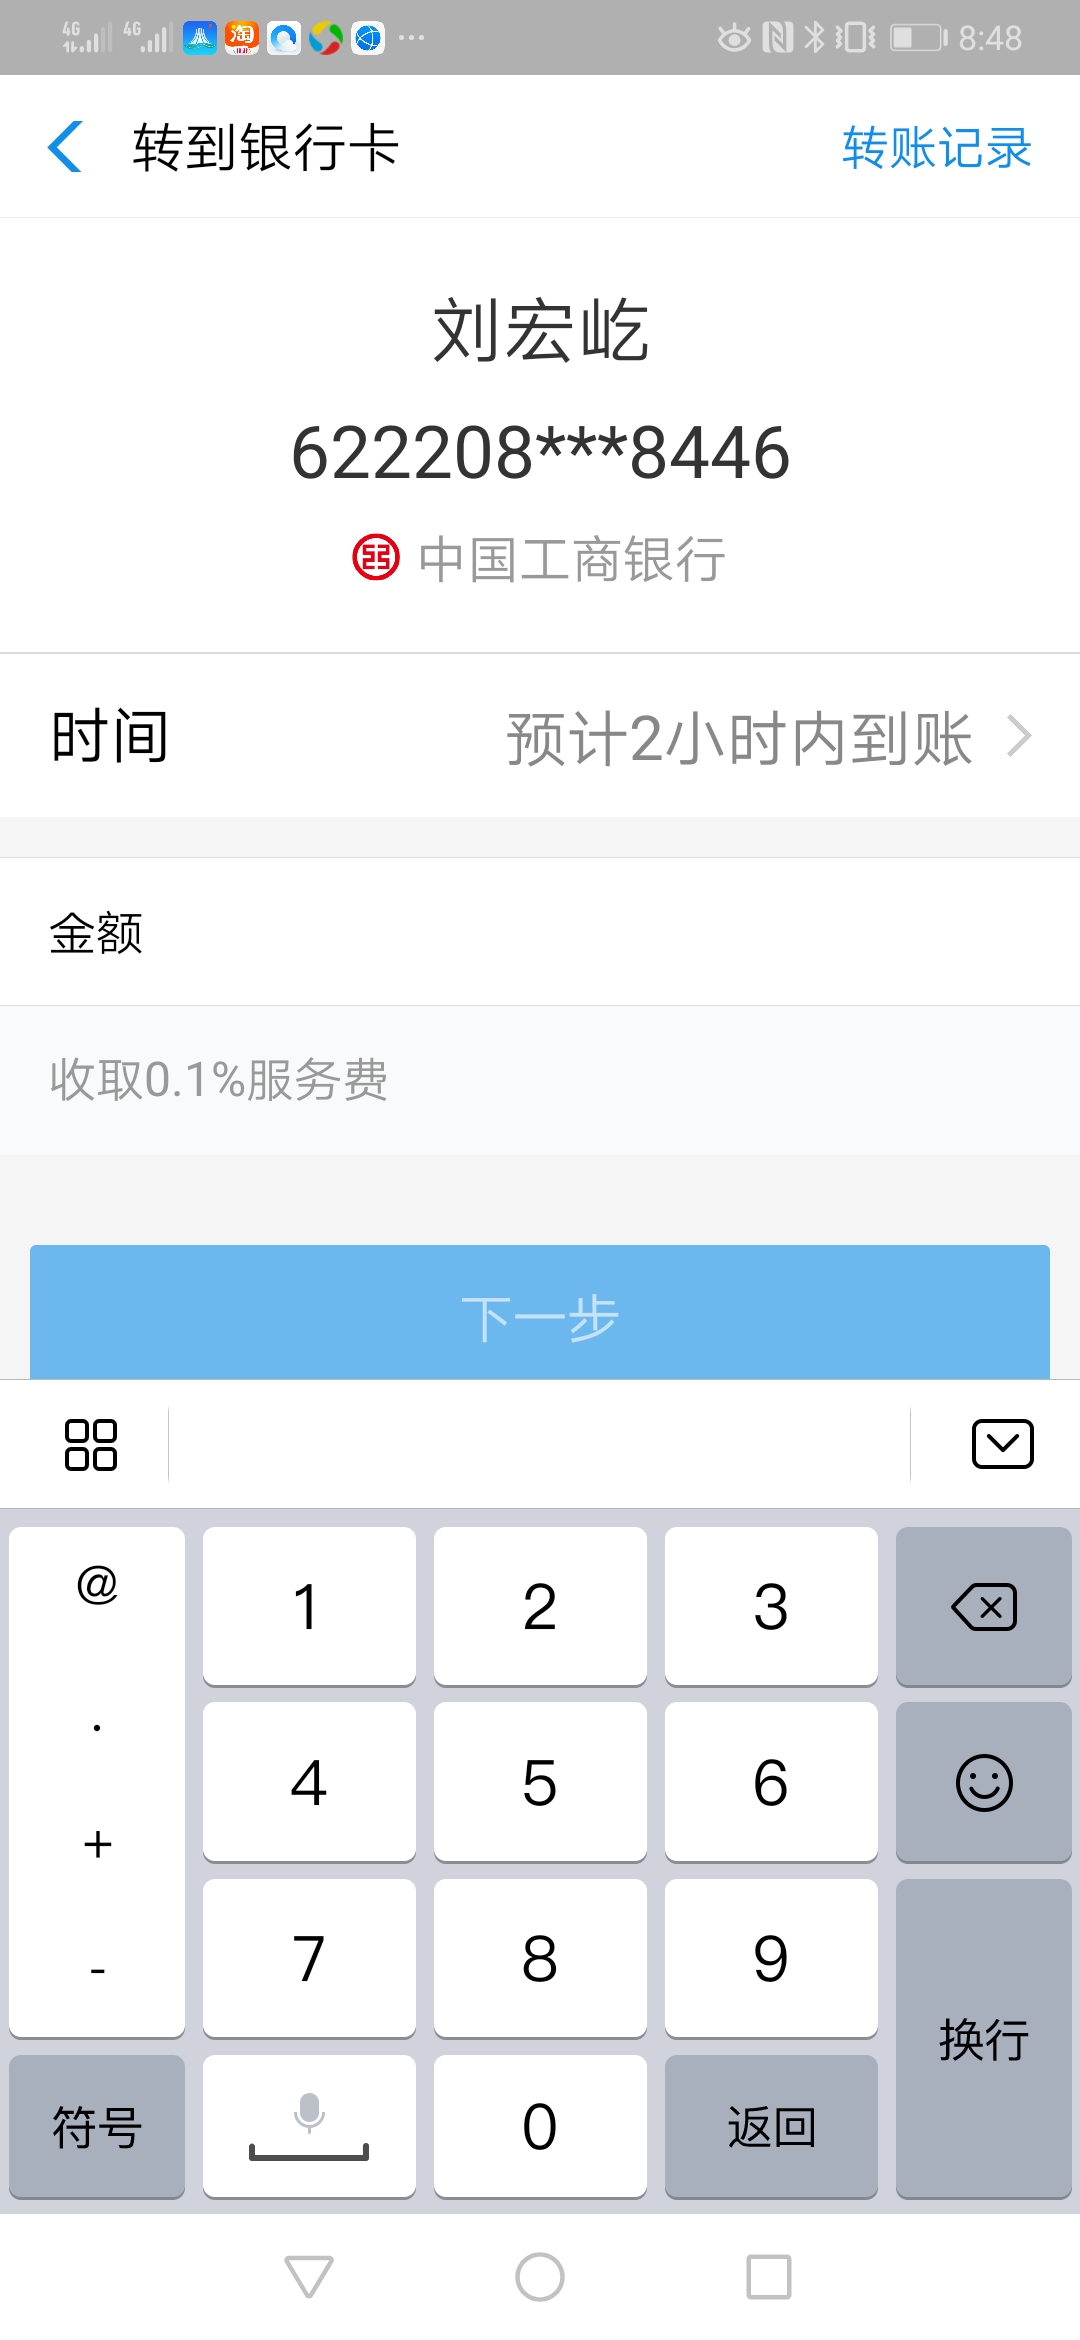 4G 4G 淘 8:48
转到银行卡 转账记录
刘宏屹
622208***8446
中国工商银行
时间 预计2小时内到账
金额
收取0.1%服务费
下一步
@ 1 2 3
. 4 5 6
+
- 7 8 9
换行
符号 0 返回